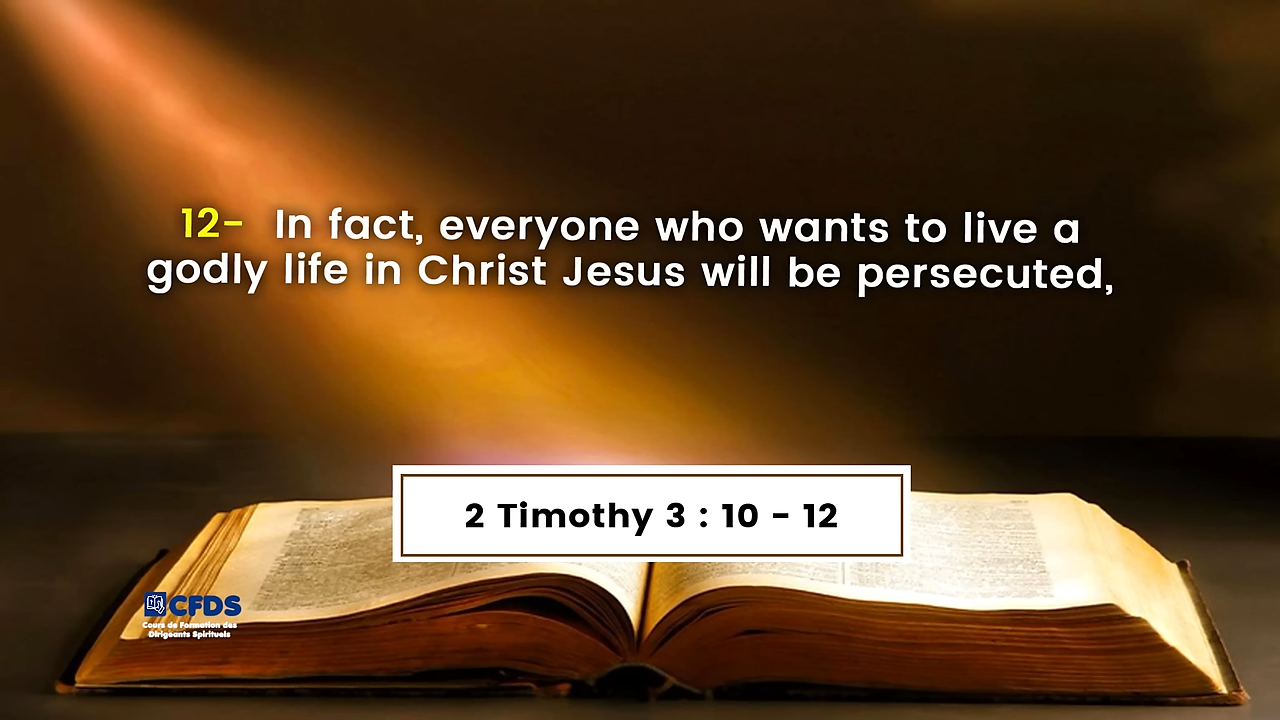 12- In fact, everyone who wants to live a
godly life in Christ Jesus will be persecuted,
2 Timothy 3 : 10 - 12
CFDS
Cours de Formation des
Dirigeants Spirituels